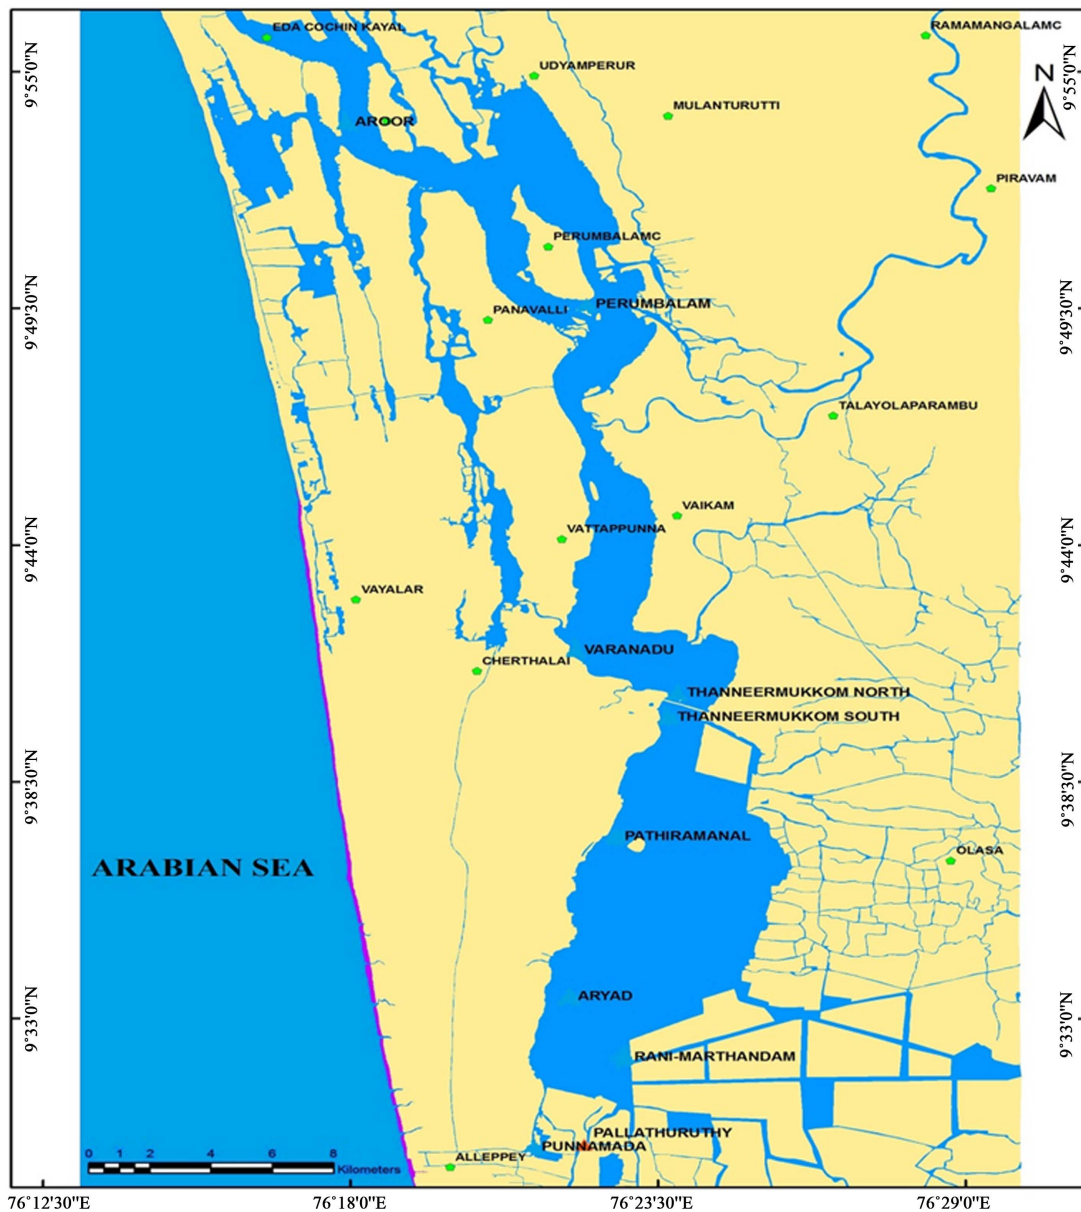 EDA COCHIN KAYAL
RAMAMANGALAMC
UDYAMPERUR
9°55'0"N
9°55'0"N
N
MULANTURUTTI
AROOR
PIRAVAM
PERUMBALAMC
PERUMBALAM
PANAVALLI
9°49'30"N
9°49'30"N
TALAYOLAPARAMBU
VAIKAM
VATTAPPUNNA
9°44'0"N
9°44'0"N
VAYALAR
VARANADU
CHERTHALAI
THANNEERMUKKOM NORTH
THANNEERMUKKOM SOUTH
9°38'30"N
9°38'30"N
PATHIRAMANAL
OLASA
ARABIAN SEA
ARYAD
9°33'0"N
9°33'0"N
RANI-MARTHANDAM
PALLATHURUTHY
PUNNAMADA
ALLEPPEY
0 1 2 4 6 8
Kilometers
76°12'30"E 76°18'0"E 76°23'30"E 76°29'0"E